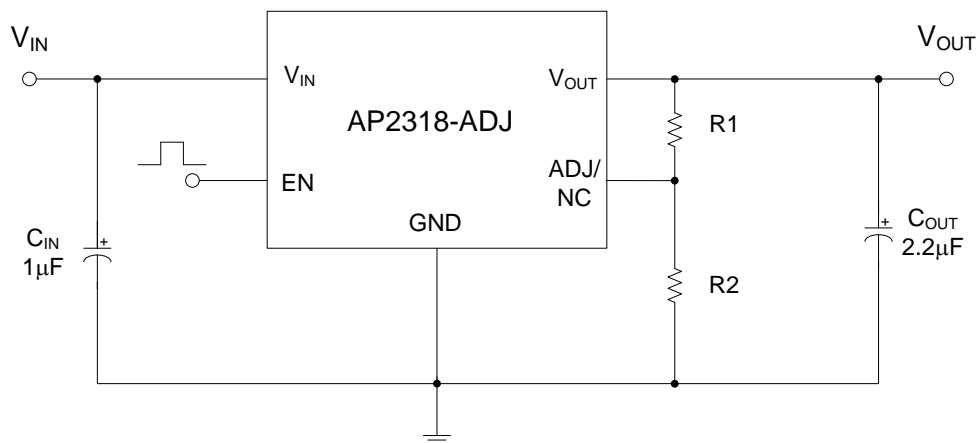 VIN
VOUT
VIN
VOUT
AP2318-ADJ
R1
EN
ADJ/
NC
GND
CIN
1μF
+
+
COUT
2.2μF
R2